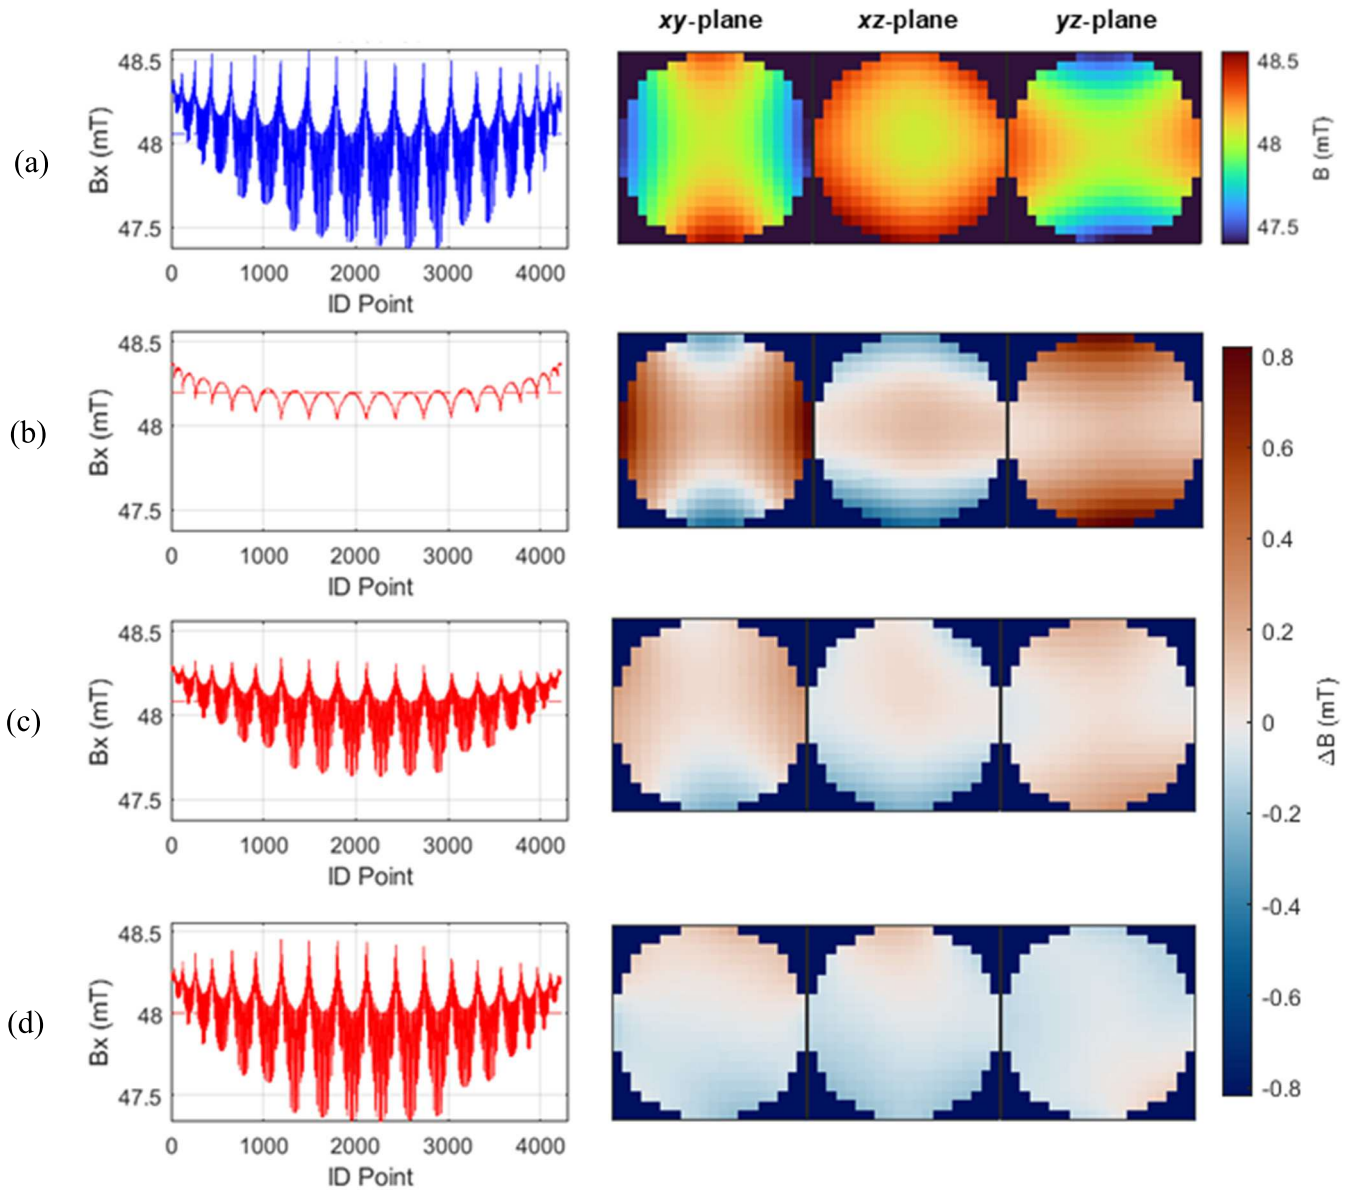 xy-plane xz-plane yz-plane
(a)
Bx (mT)
48.5
48
47.5
0 1000 2000 3000 4000
ID Point
48.5
48
47.5
B (mT)
(b)
Bx (mT)
48.5
48
47.5
0 1000 2000 3000 4000
ID Point
(c)
Bx (mT)
48.5
48
47.5
0 1000 2000 3000 4000
ID Point
(d)
Bx (mT)
48.5
48
47.5
0 1000 2000 3000 4000
ID Point
0.8
0.6
0.4
0.2
0
-0.2
-0.4
-0.6
-0.8
ΔB (mT)